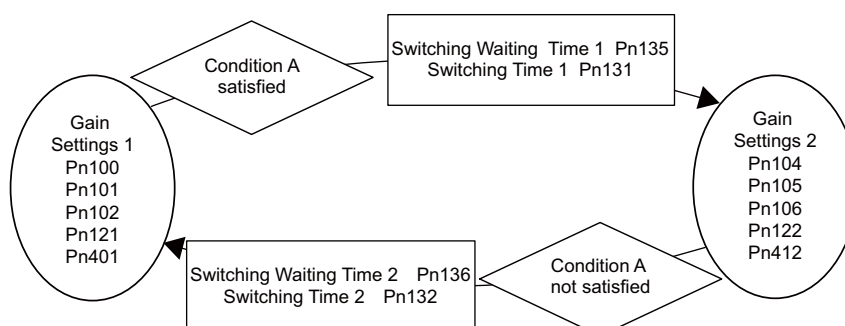 Condition A
satisfied
Switching Waiting Time 1 Pn135
Switching Time 1 Pn131
Gain
Settings 1
Pn100
Pn101
Pn102
Pn121
Pn401
Gain
Settings 2
Pn104
Pn105
Pn106
Pn122
Pn412
Switching Waiting Time 2 Pn136
Switching Time 2 Pn132
Condition A
not satisfied